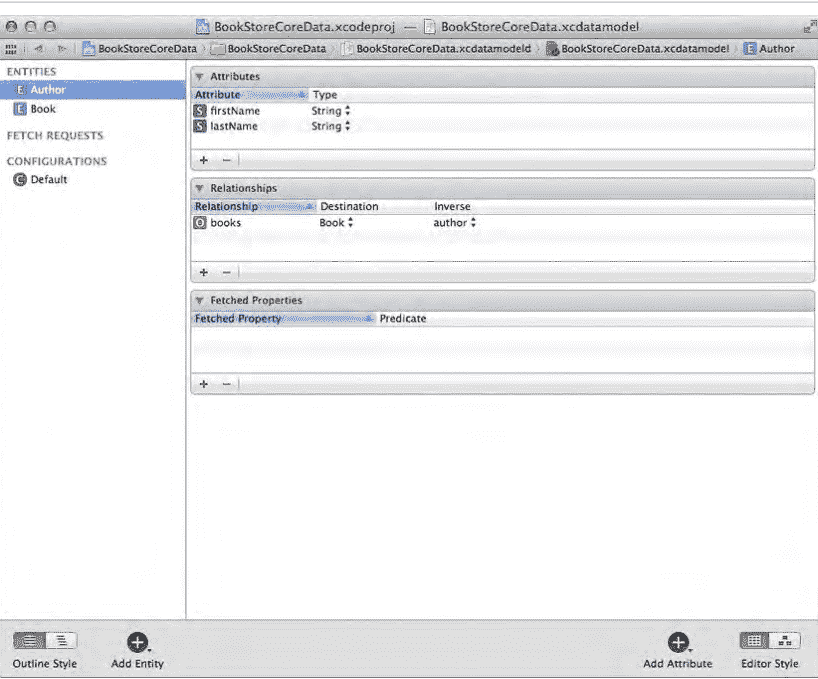 BookStoreCoreData.xcodeproj — BookStoreCoreData.xcdatamodel
BookStoreCoreData BookStoreCoreData BookStoreCoreData.xcdatamodeld BookStoreCoreData.xcdatamodel E Author
ENTITIES
E Author
E Book
FETCH REQUESTS
CONFIGURATIONS
C Default
Attributes
Attribute Type
S firstName String
S lastName String
+ −
Relationships
Relationship Destination Inverse
O books Book author
+ −
Fetched Properties
Fetched Property Predicate
+ −
Outline Style Add Entity Add Attribute Editor Style